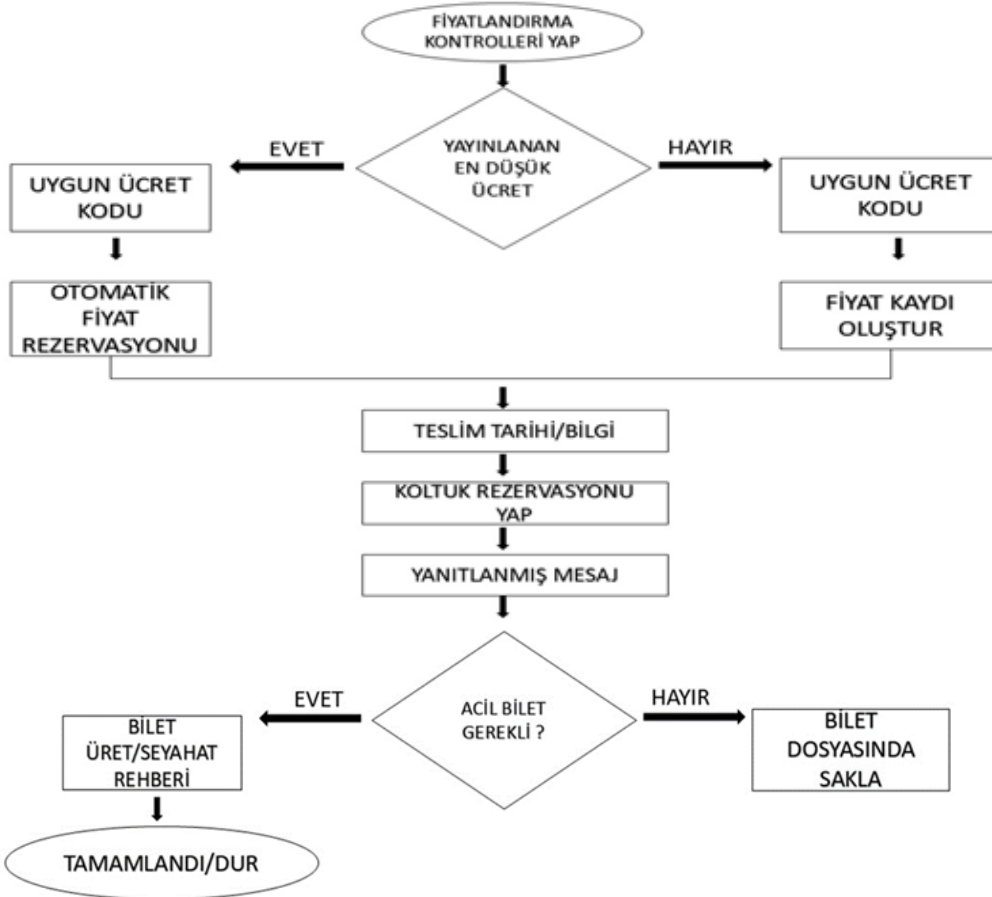 FİYATLANDIRMA
KONTROLLERİ YAP
YAYINLANAN
EN DÜŞÜK
ÜCRET
EVET
HAYIR
UYGUN ÜCRET
KODU
UYGUN ÜCRET
KODU
OTOMATİK
FİYAT
REZERVASYONU
FİYAT KAYDI
OLUŞTUR
TESLİM TARİHİ/BİLGİ
KOLTUK REZERVASYONU
YAP
YANITLANMIŞ MESAJ
ACİL BİLET
GEREKLİ ?
EVET
HAYIR
BİLET
ÜRET/SEYAHAT
REHBERİ
BİLET
DOSYASINDA
SAKLA
TAMAMLANDI/DUR